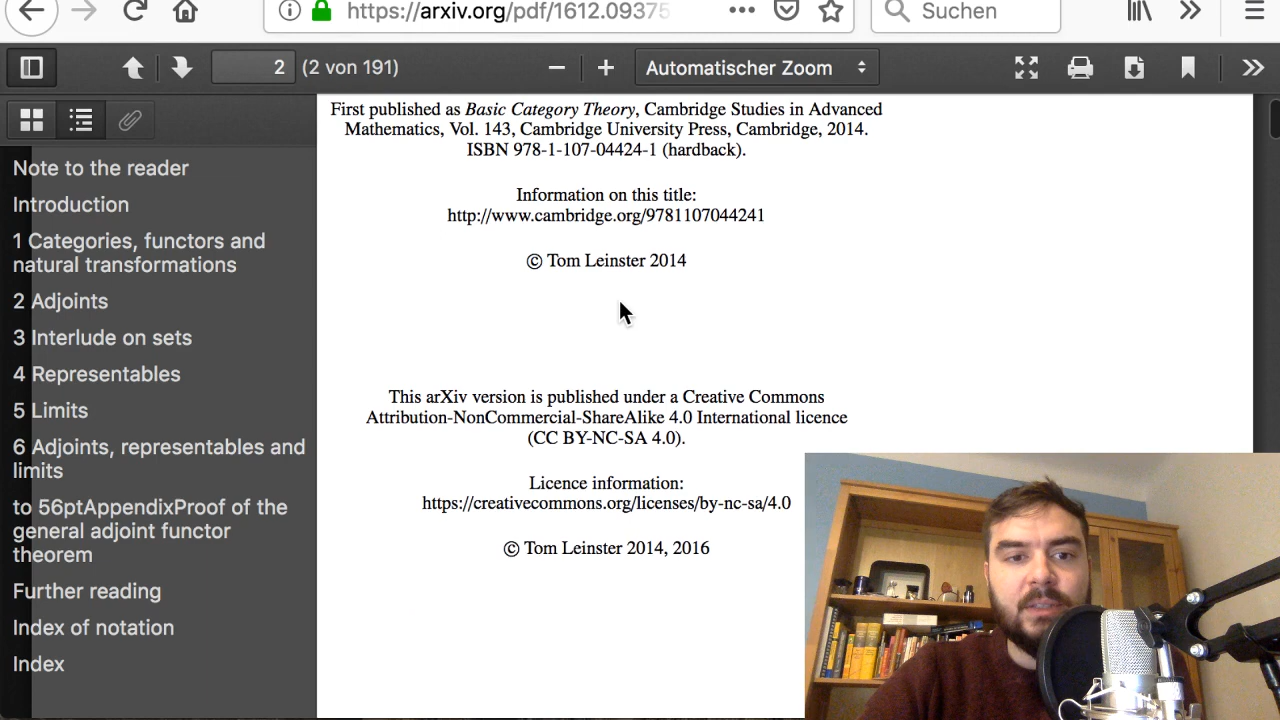 https://arxiv.org/pdf/1612.09375
Suchen
2 (2 von 191)
Automatischer Zoom
Note to the reader
Introduction
1 Categories, functors and
natural transformations
2 Adjoints
3 Interlude on sets
4 Representables
5 Limits
6 Adjoints, representables and
limits
to 56ptAppendixProof of the
general adjoint functor
theorem
Further reading
Index of notation
Index
First published as Basic Category Theory, Cambridge Studies in Advanced
Mathematics, Vol. 143, Cambridge University Press, Cambridge, 2014.
ISBN 978-1-107-04424-1 (hardback).
Information on this title:
http://www.cambridge.org/9781107044241
© Tom Leinster 2014
This arXiv version is published under a Creative Commons
Attribution-NonCommercial-ShareAlike 4.0 International licence
(CC BY-NC-SA 4.0).
Licence information:
https://creativecommons.org/licenses/by-nc-sa/4.0
© Tom Leinster 2014, 2016